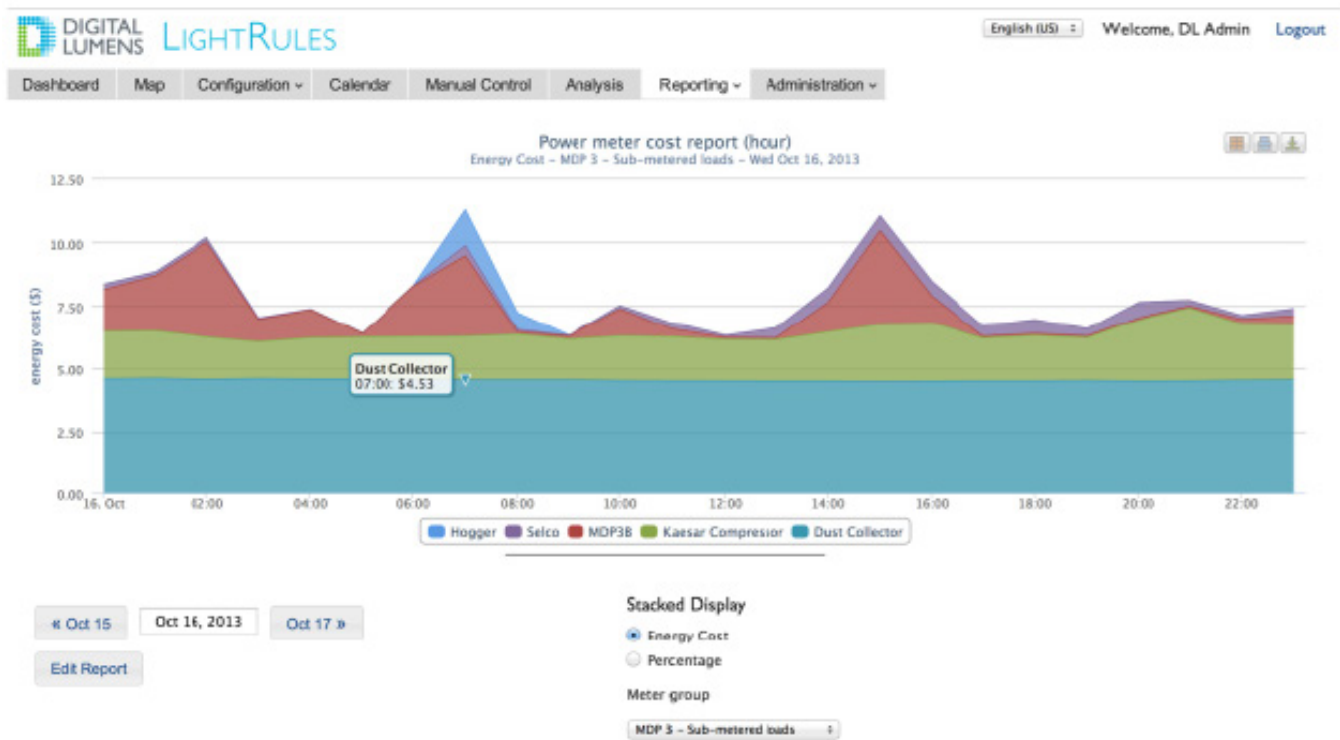 DIGITAL LUMENS LIGHTRULES
English (US) Welcome, DL Admin Logout
Dashboard Map Configuration Calendar Manual Control Analysis Reporting Administration
Power meter cost report (hour)
Energy Cost – MDP 3 – Sub-metered loads – Wed Oct 16, 2013
energy cost ($)
12.50
10.00
7.50
5.00
2.50
0.00
Dust Collector
07:00: $4.53
16. Oct 02:00 04:00 06:00 08:00 10:00 12:00 14:00 16:00 18:00 20:00 22:00
Hogger Selco MDP3B Kaesar Compressor Dust Collector
« Oct 15 Oct 16, 2013 Oct 17 »
Edit Report
Stacked Display
Energy Cost
Percentage
Meter group
MDP 3 – Sub-metered loads